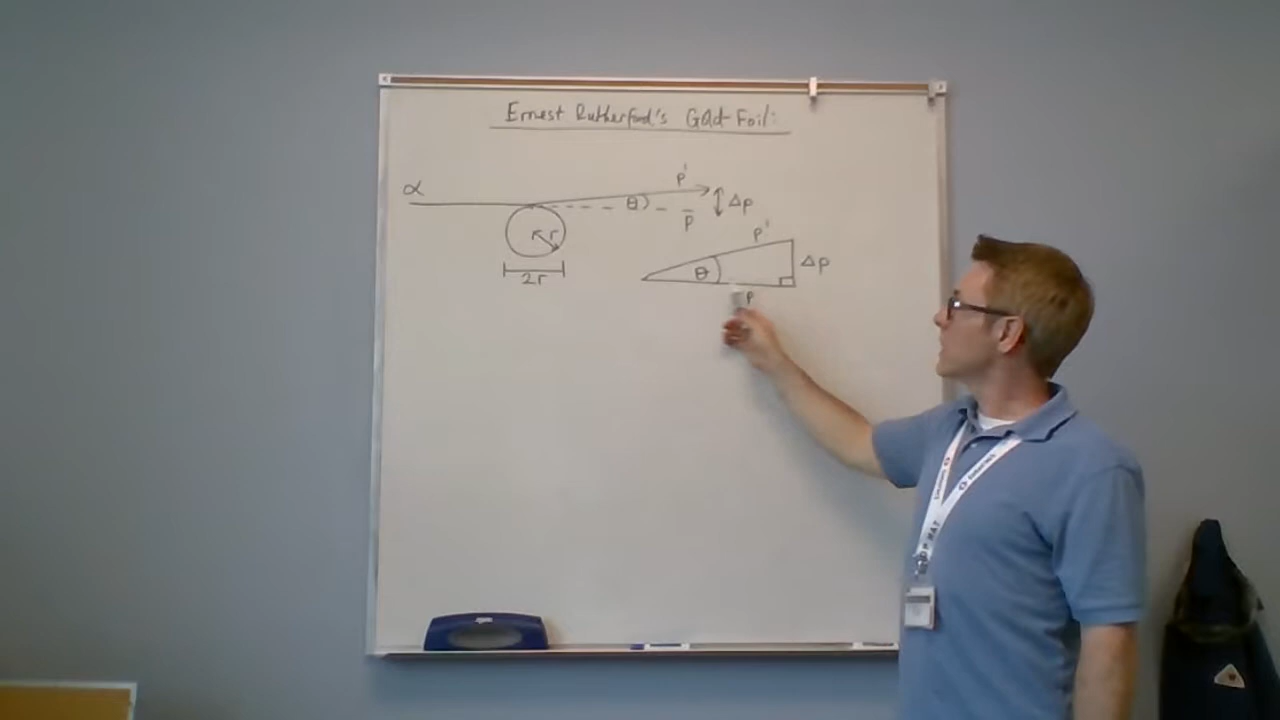 Ernest Rutherford's Gold Foil:
α
p'
θ
Δp
p
r
2r
p'
θ
Δp
p